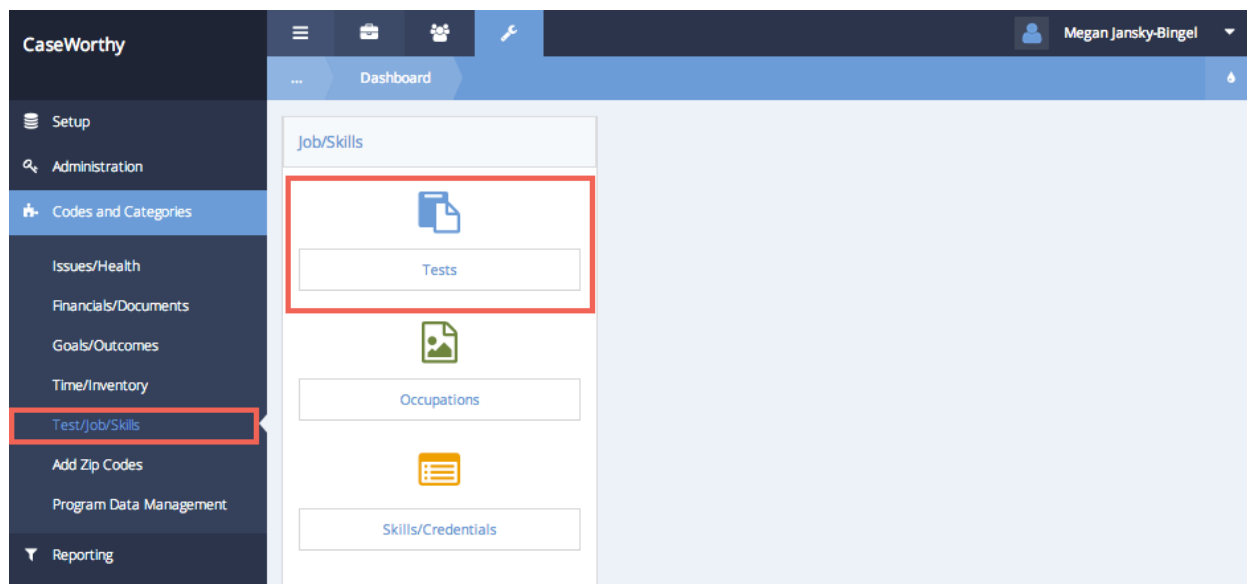 CaseWorthy
Megan Jansky-Bingel
... Dashboard
Setup
Administration
Codes and Categories
Issues/Health
Financials/Documents
Goals/Outcomes
Time/Inventory
Test/Job/Skills
Add Zip Codes
Program Data Management
Reporting
Job/Skills
Tests
Occupations
Skills/Credentials